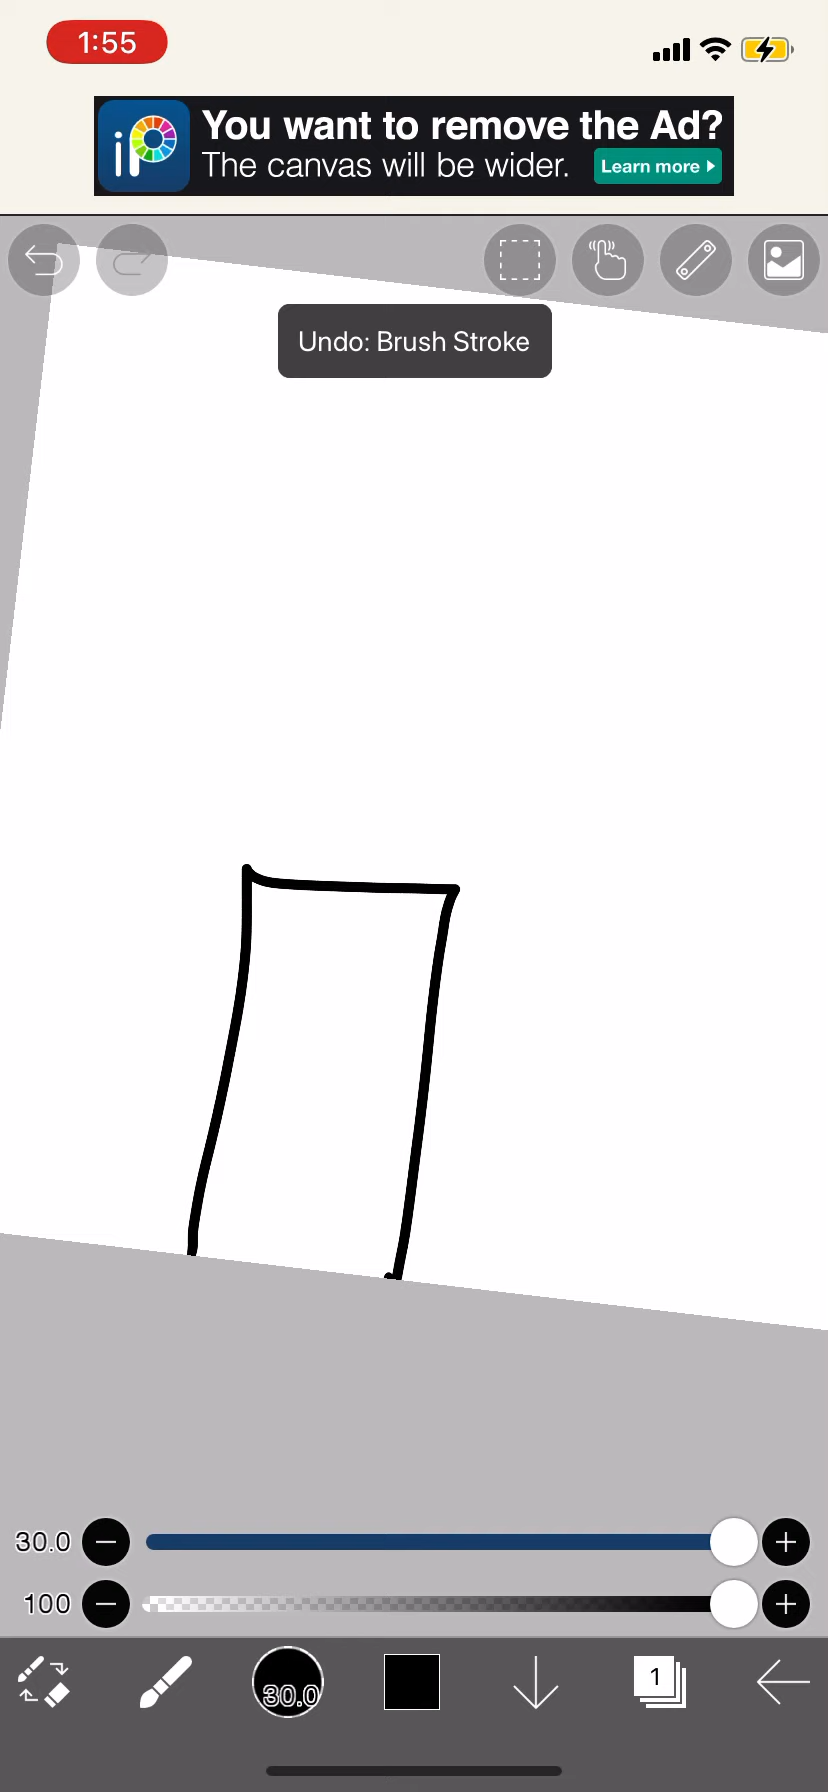 1:55
iP
You want to remove the Ad?
The canvas will be wider.
Learn more
Undo: Brush Stroke
30.0
100
30.0
1